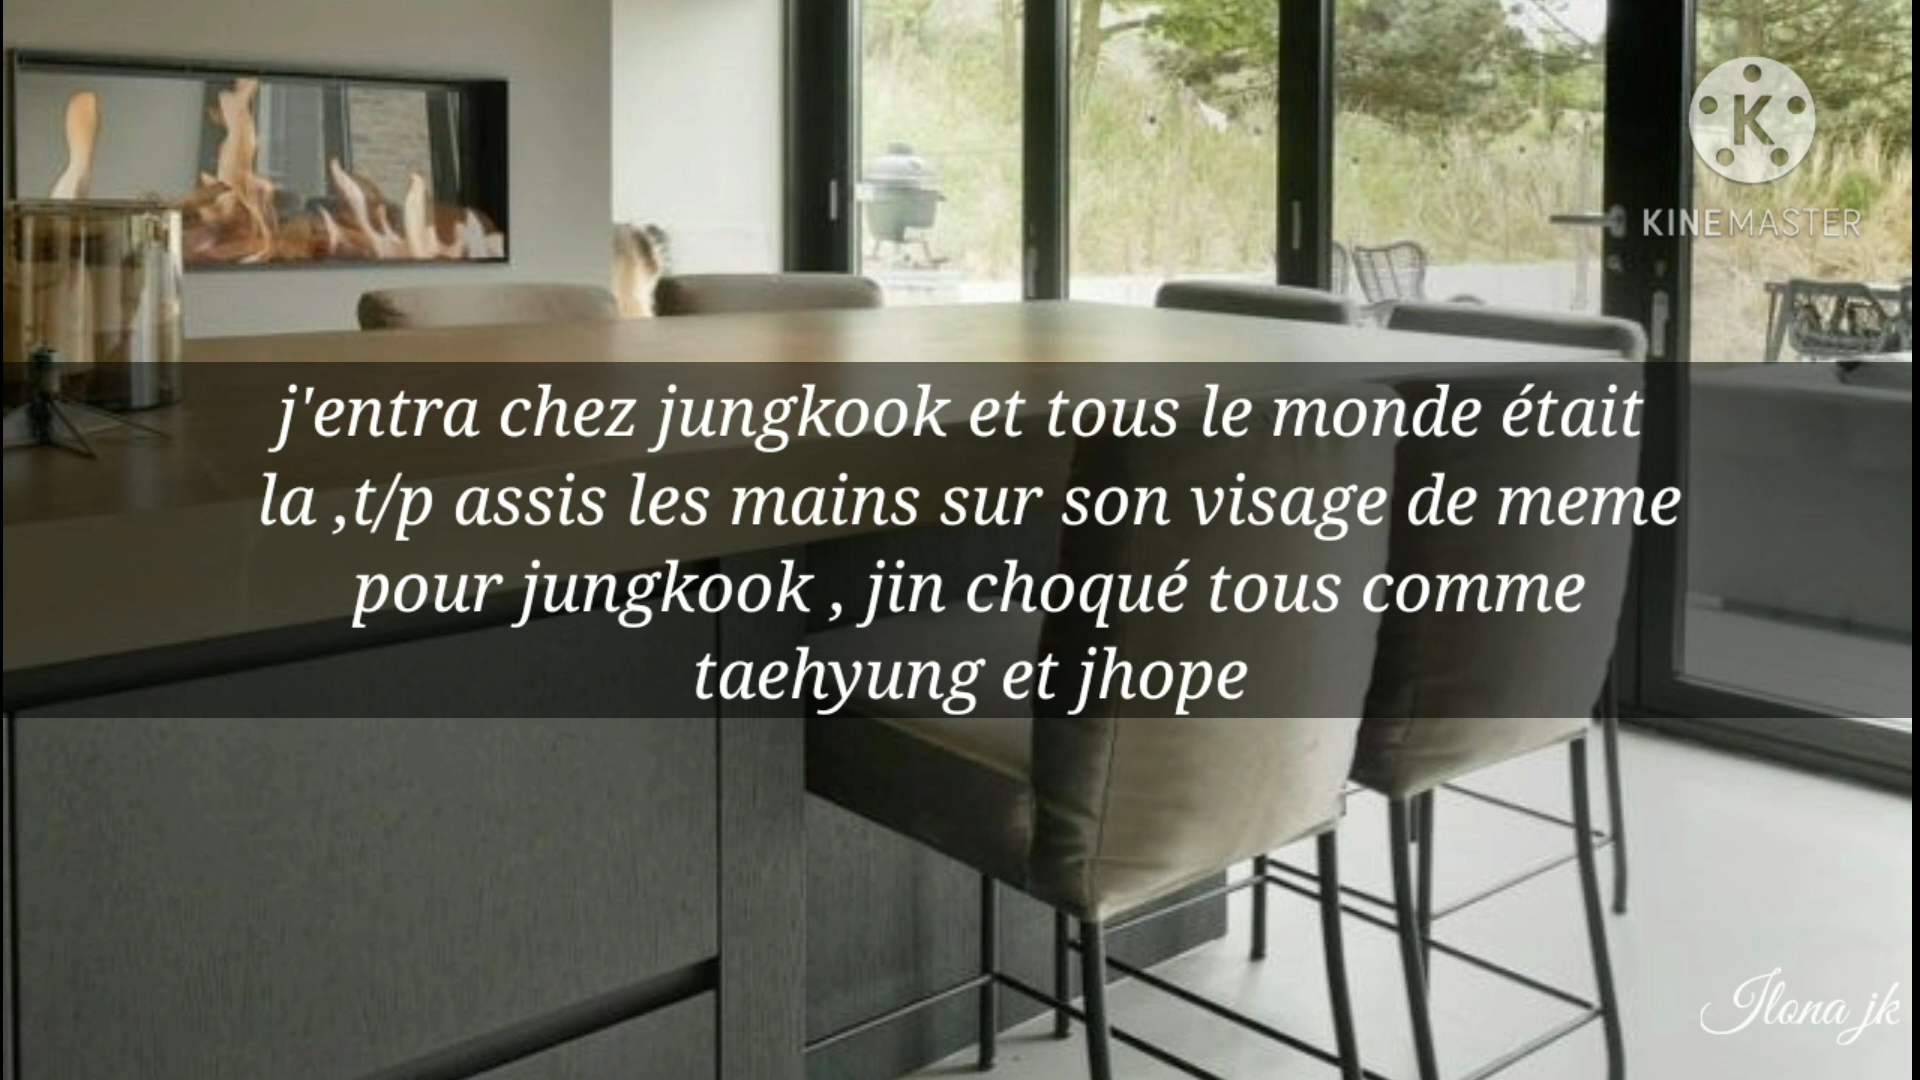 KINEMASTER
j'entra chez jungkook et tous le monde était
la ,t/p assis les mains sur son visage de meme
pour jungkook , jin choqué tous comme
taehyung et jhope
Ilona jk